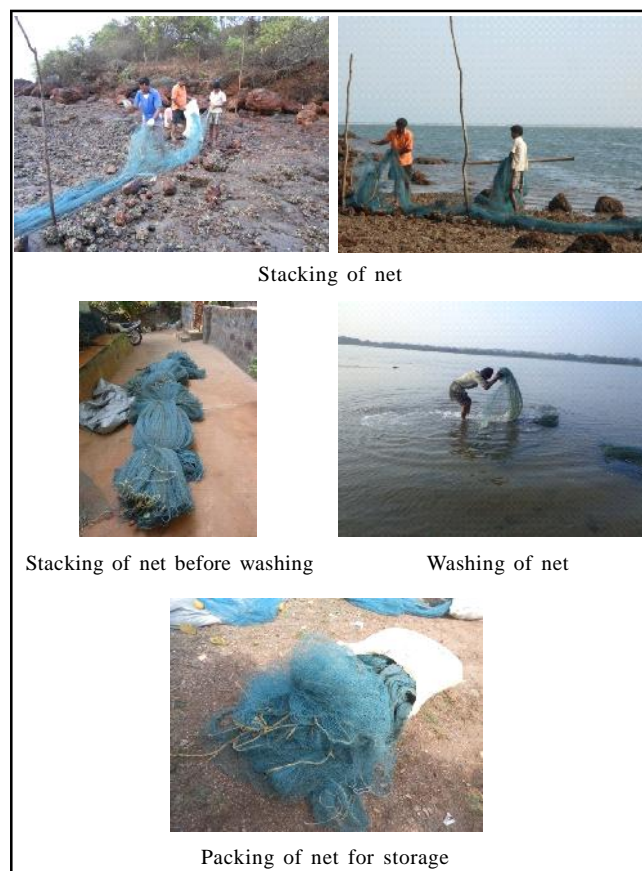 Stacking of net
Stacking of net before washing
Washing of net
Packing of net for storage